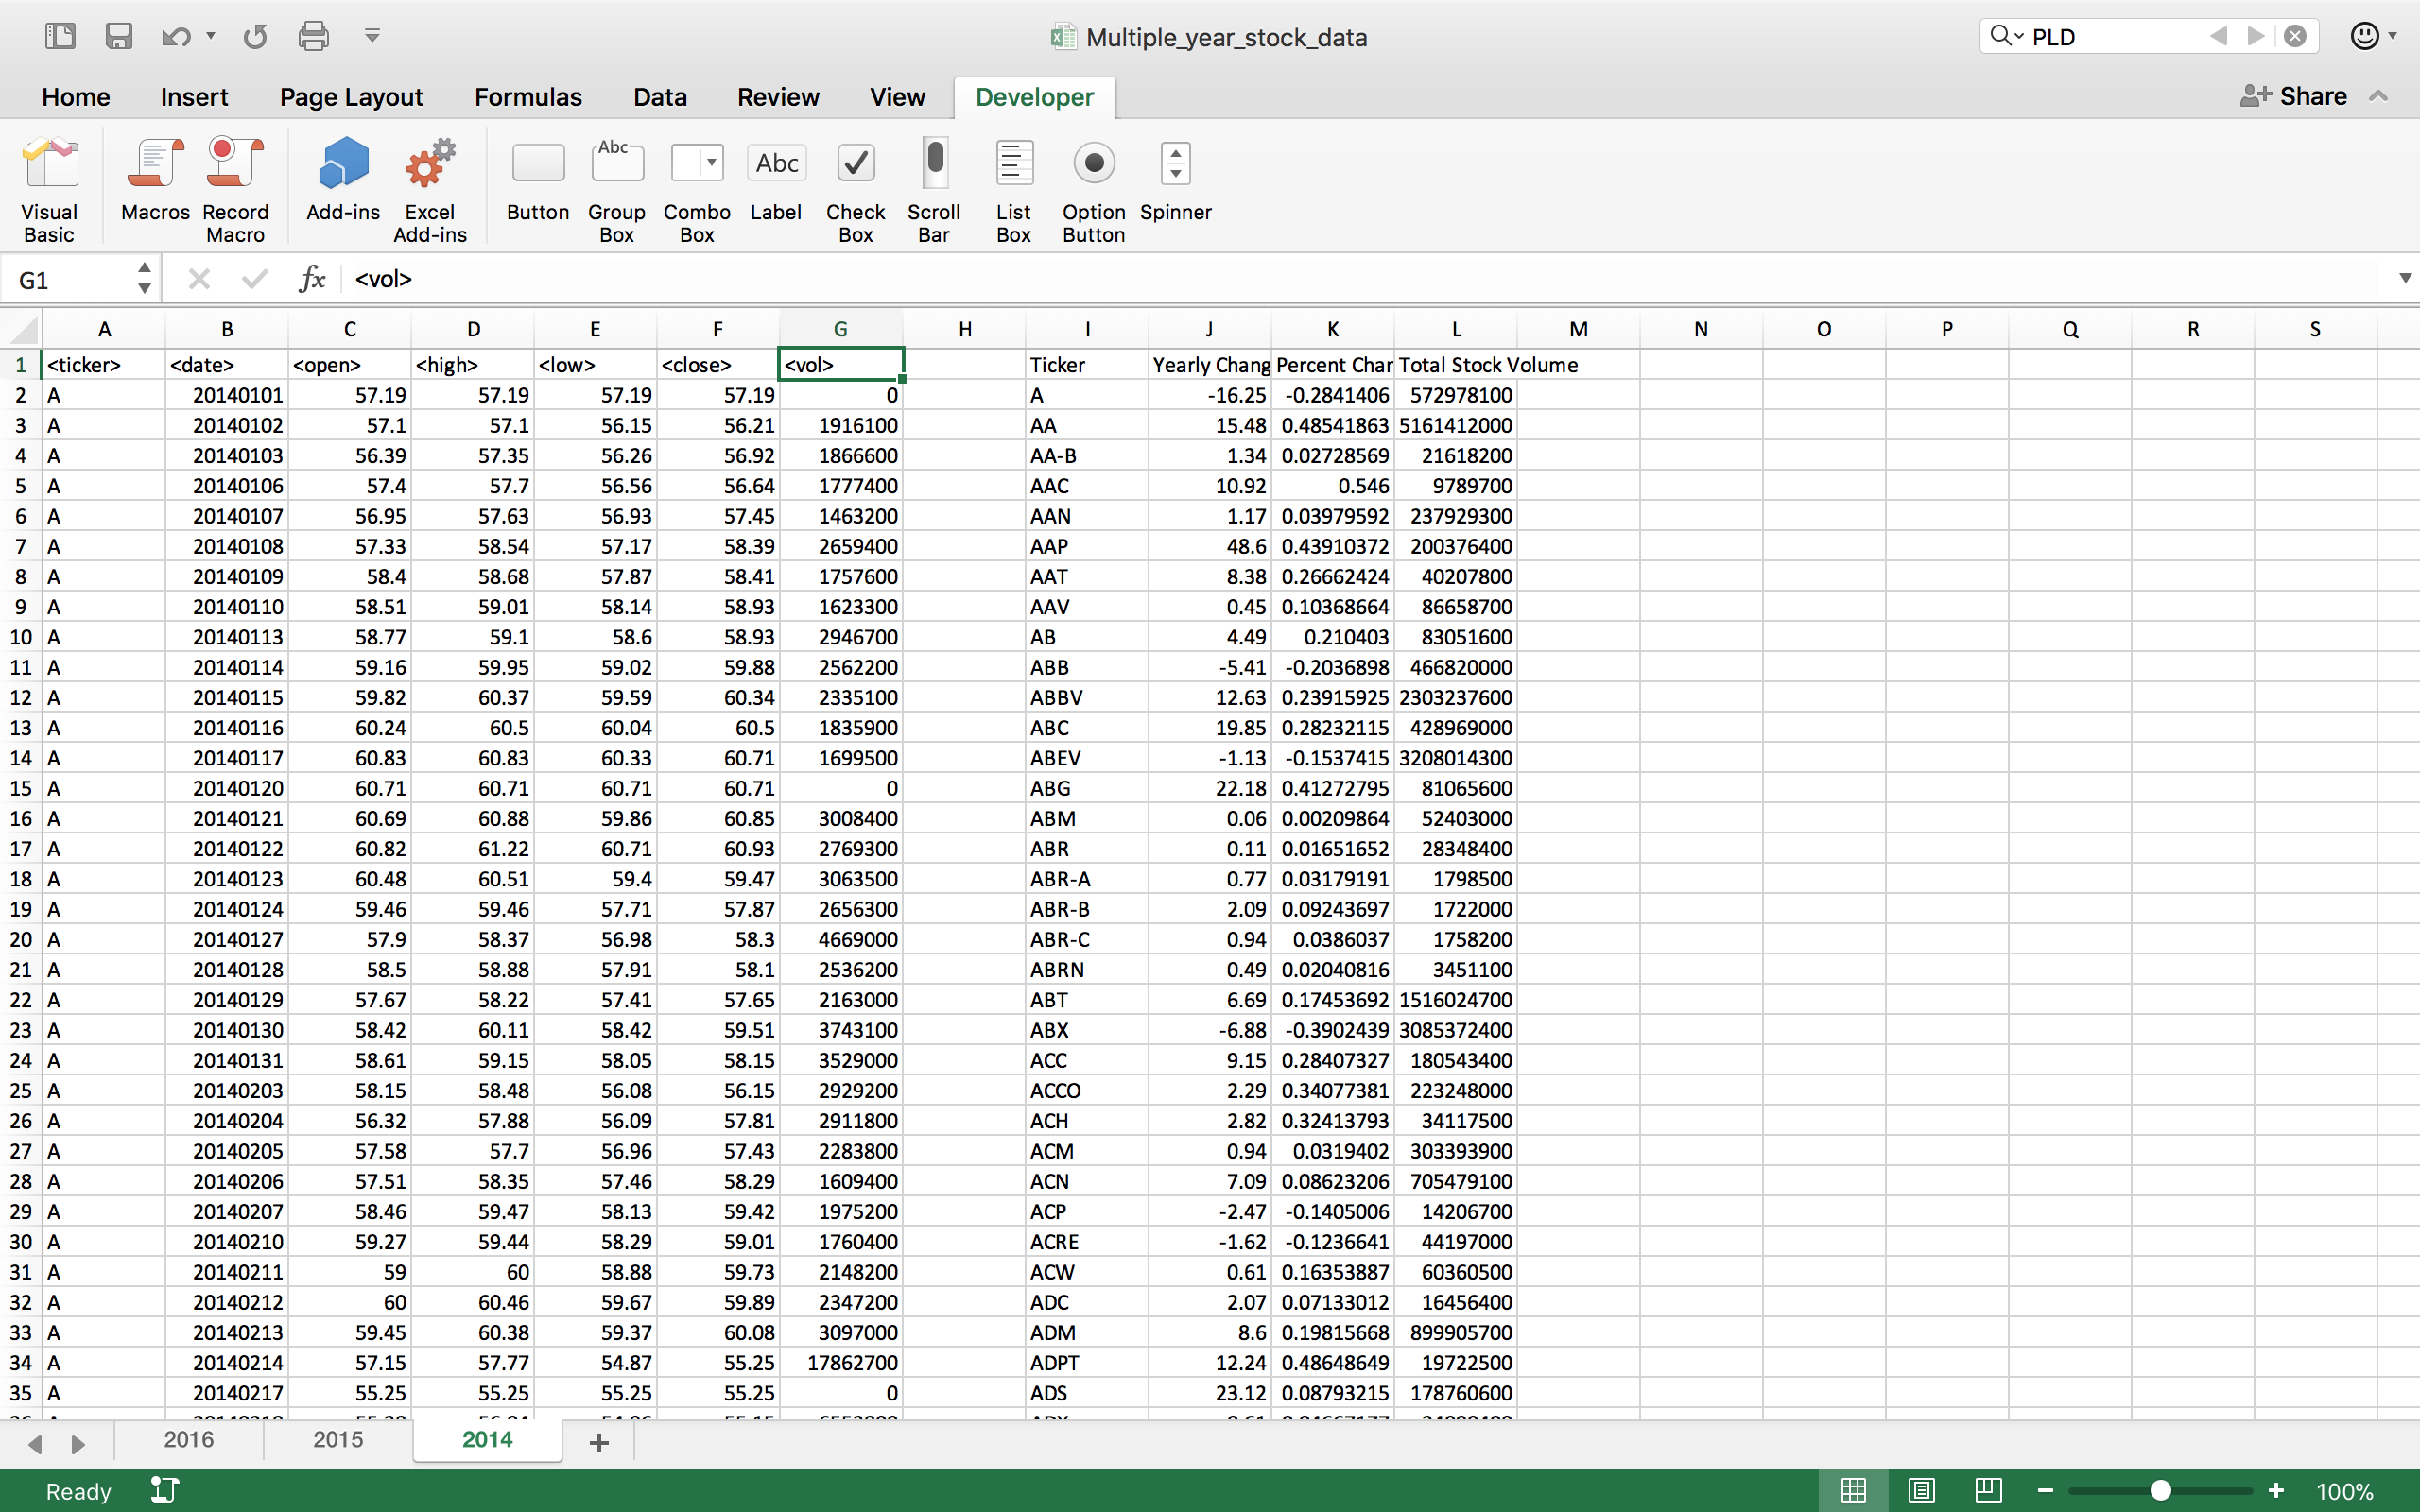 Multiple_year_stock_data
PLD
Home Insert Page Layout Formulas Data Review View Developer Share
Visual Basic Macros Record Macro Add-ins Excel Add-ins Button Group Box Combo Box Label Check Box Scroll Bar List Box Option Button Spinner
Abc Abc
G1 fx <vol>
A B C D E F G H I J K L M N O P Q R S
1 <ticker> <date> <open> <high> <low> <close> <vol> Ticker Yearly Chang Percent Char Total Stock Volume
2 A 20140101 57.19 57.19 57.19 57.19 0 A -16.25 -0.2841406 572978100
3 A 20140102 57.1 57.1 56.15 56.21 1916100 AA 15.48 0.48541863 5161412000
4 A 20140103 56.39 57.35 56.26 56.92 1866600 AA-B 1.34 0.02728569 21618200
5 A 20140106 57.4 57.7 56.56 56.64 1777400 AAC 10.92 0.546 9789700
6 A 20140107 56.95 57.63 56.93 57.45 1463200 AAN 1.17 0.03979592 237929300
7 A 20140108 57.33 58.54 57.17 58.39 2659400 AAP 48.6 0.43910372 200376400
8 A 20140109 58.4 58.68 57.87 58.41 1757600 AAT 8.38 0.26662424 40207800
9 A 20140110 58.51 59.01 58.14 58.93 1623300 AAV 0.45 0.10368664 86658700
10 A 20140113 58.77 59.1 58.6 58.93 2946700 AB 4.49 0.210403 83051600
11 A 20140114 59.16 59.95 59.02 59.88 2562200 ABB -5.41 -0.2036898 466820000
12 A 20140115 59.82 60.37 59.59 60.34 2335100 ABBV 12.63 0.23915925 2303237600
13 A 20140116 60.24 60.5 60.04 60.5 1835900 ABC 19.85 0.28232115 428969000
14 A 20140117 60.83 60.83 60.33 60.71 1699500 ABEV -1.13 -0.1537415 3208014300
15 A 20140120 60.71 60.71 60.71 60.71 0 ABG 22.18 0.41272795 81065600
16 A 20140121 60.69 60.88 59.86 60.85 3008400 ABM 0.06 0.00209864 52403000
17 A 20140122 60.82 61.22 60.71 60.93 2769300 ABR 0.11 0.01651652 28348400
18 A 20140123 60.48 60.51 59.4 59.47 3063500 ABR-A 0.77 0.03179191 1798500
19 A 20140124 59.46 59.46 57.71 57.87 2656300 ABR-B 2.09 0.09243697 1722000
20 A 20140127 57.9 58.37 56.98 58.3 4669000 ABR-C 0.94 0.0386037 1758200
21 A 20140128 58.5 58.88 57.91 58.1 2536200 ABRN 0.49 0.02040816 3451100
22 A 20140129 57.67 58.22 57.41 57.65 2163000 ABT 6.69 0.17453692 1516024700
23 A 20140130 58.42 60.11 58.42 59.51 3743100 ABX -6.88 -0.3902439 3085372400
24 A 20140131 58.61 59.15 58.05 58.15 3529000 ACC 9.15 0.28407327 180543400
25 A 20140203 58.15 58.48 56.08 56.15 2929200 ACCO 2.29 0.34077381 223248000
26 A 20140204 56.32 57.88 56.09 57.81 2911800 ACH 2.82 0.32413793 34117500
27 A 20140205 57.58 57.7 56.96 57.43 2283800 ACM 0.94 0.0319402 303393900
28 A 20140206 57.51 58.35 57.46 58.29 1609400 ACN 7.09 0.08623206 705479100
29 A 20140207 58.46 59.47 58.13 59.42 1975200 ACP -2.47 -0.1405006 14206700
30 A 20140210 59.27 59.44 58.29 59.01 1760400 ACRE -1.62 -0.1236641 44197000
31 A 20140211 59 60 58.88 59.73 2148200 ACW 0.61 0.16353887 60360500
32 A 20140212 60 60.46 59.67 59.89 2347200 ADC 2.07 0.07133012 16456400
33 A 20140213 59.45 60.38 59.37 60.08 3097000 ADM 8.6 0.19815668 899905700
34 A 20140214 57.15 57.77 54.87 55.25 17862700 ADPT 12.24 0.48648649 19722500
35 A 20140217 55.25 55.25 55.25 55.25 0 ADS 23.12 0.08793215 178760600
2016 2015 2014
Ready 100%